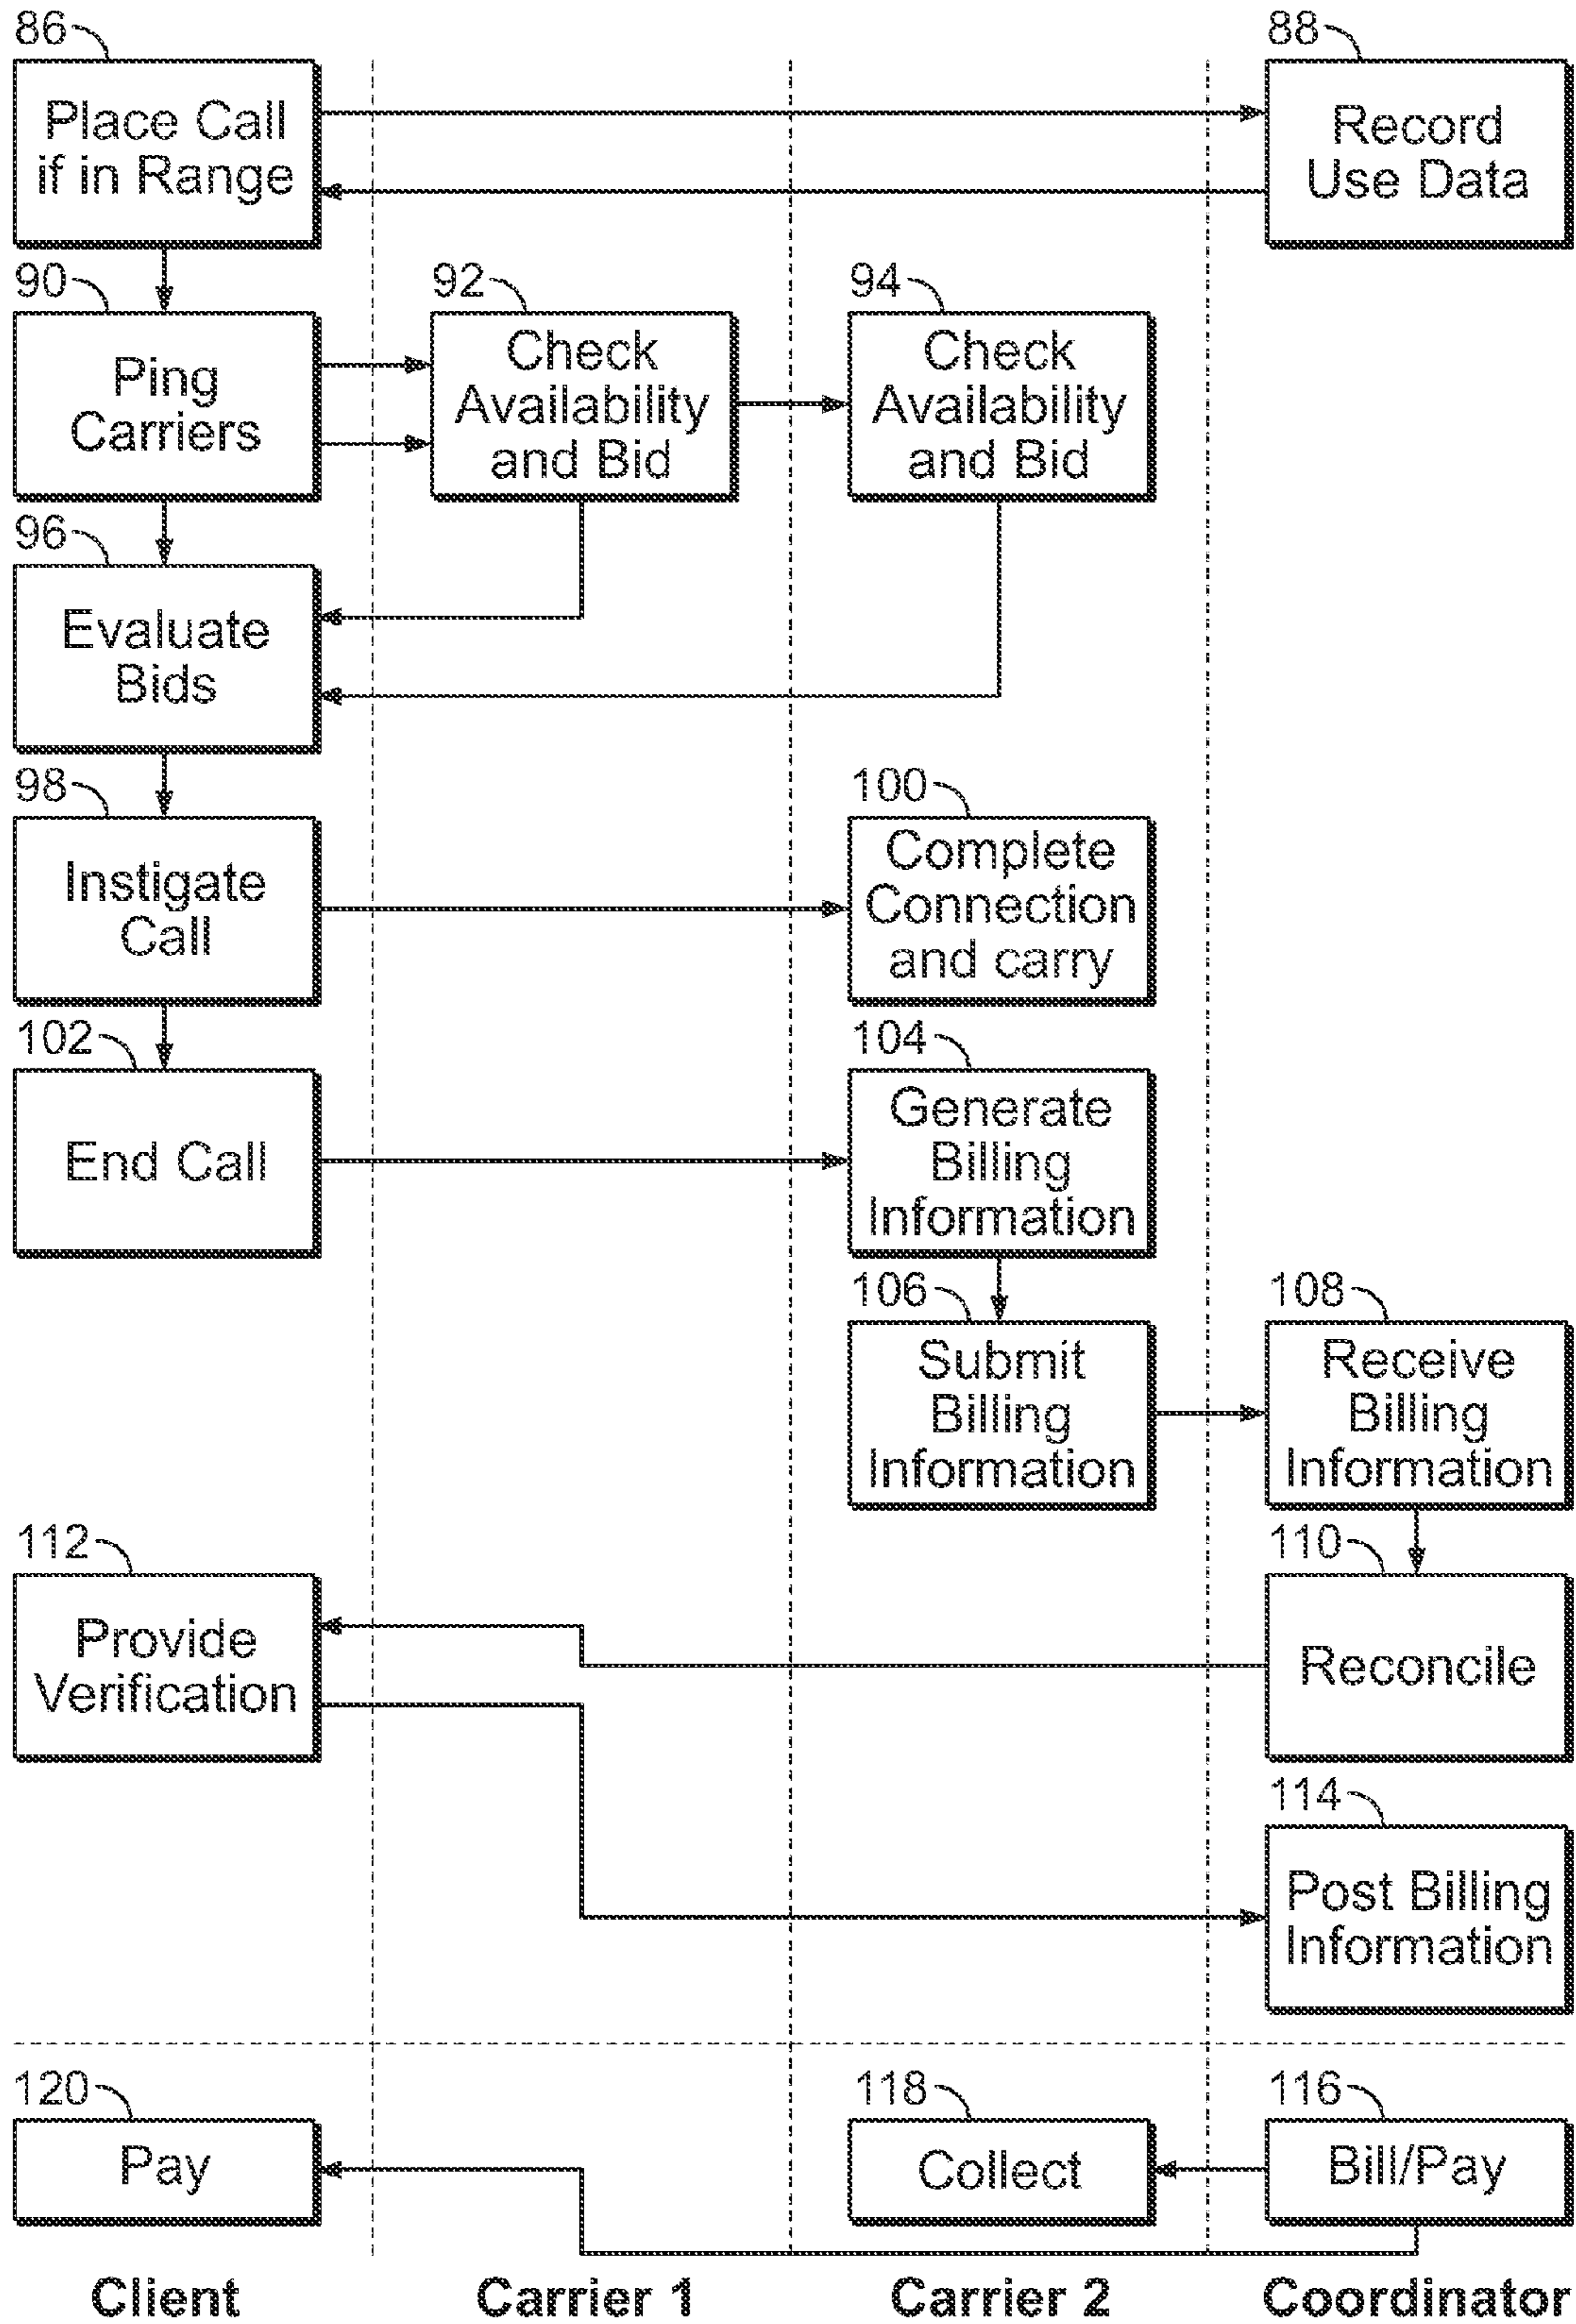 86
88
Place Call
if in Range
Record
Use Data
90
92
94
Ping
Carriers
Check
Availability
and Bid
Check
Availability
and Bid
96
Evaluate
Bids
98
100
Instigate
Call
Complete
Connection
and carry
102
104
End Call
Generate
Billing
Information
106
108
Submit
Billing
Information
Receive
Billing
Information
112
110
Provide
Verification
Reconcile
114
Post Billing
Information
120
118
116
Pay
Collect
Bill/Pay
Client
Carrier 1
Carrier 2
Coordinator